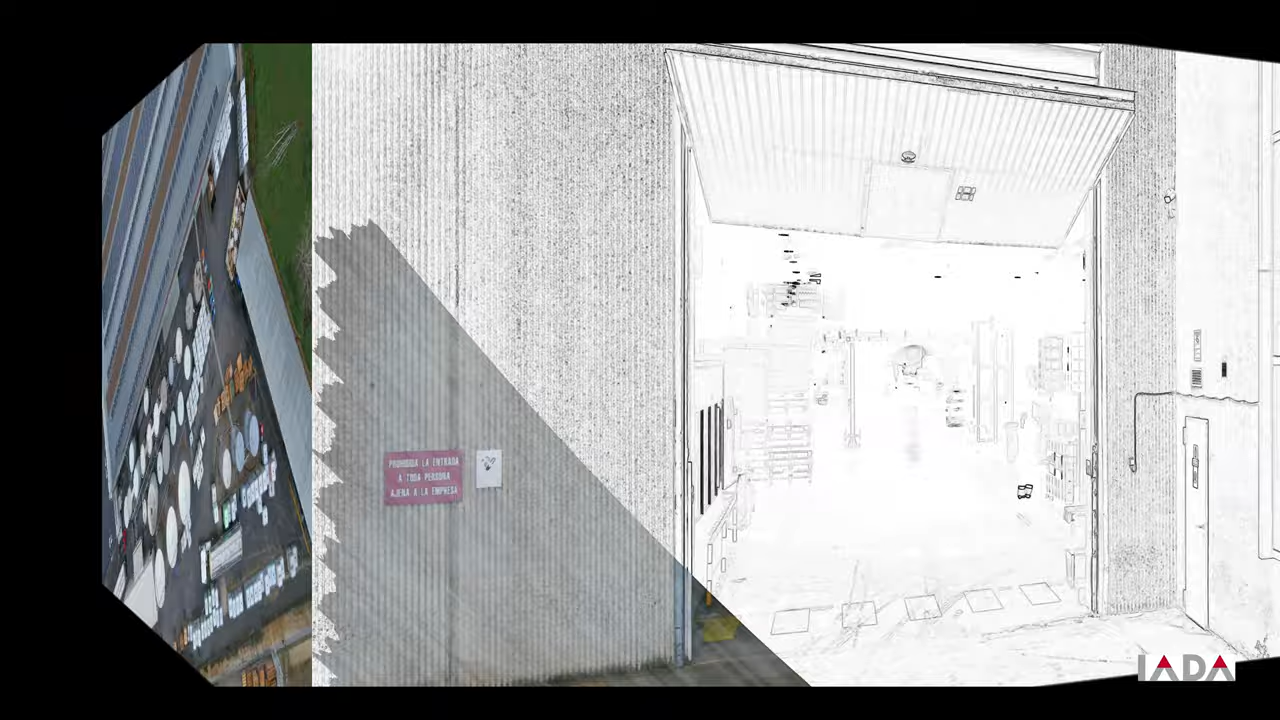 PROHIBIDA LA ENTRADA
A TODA PERSONA
AJENA A LA EMPRESA
IADA